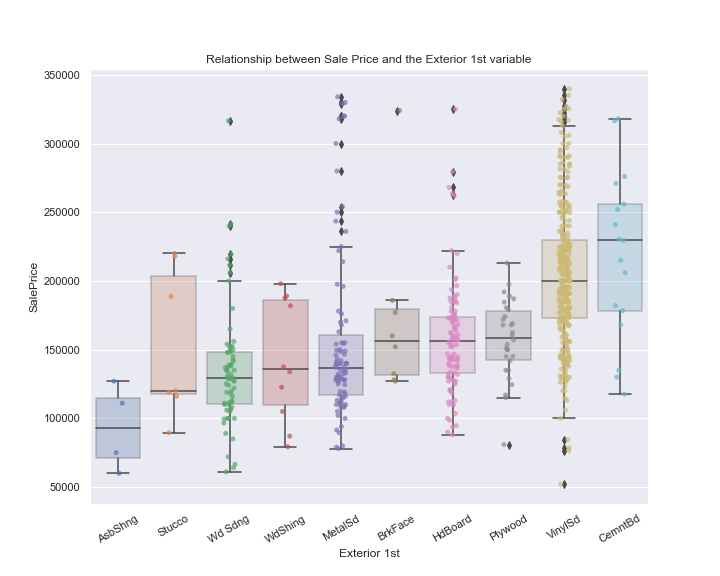 Relationship between Sale Price and the Exterior 1st variable
350000
300000
250000
200000
150000
100000
50000
SalePrice
AsbShng
Stucco
Wd Sdng
WdShing
MetalSd
BrkFace
HdBoard
Plywood
VinylSd
CemntBd
Exterior 1st